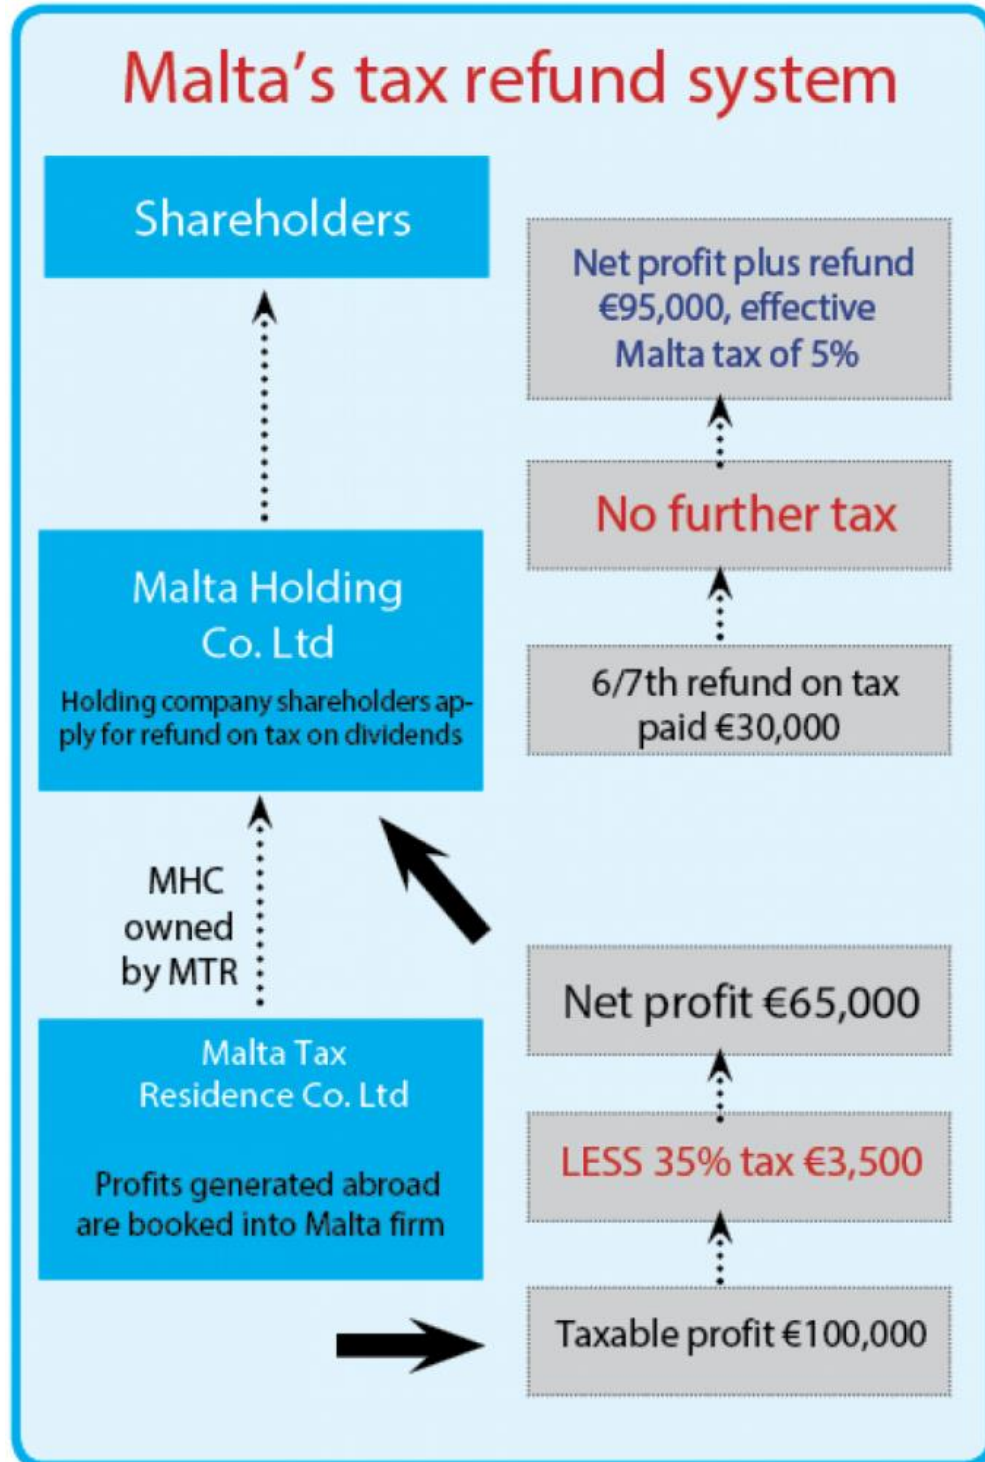 Malta's tax refund system
Shareholders
Net profit plus refund
€95,000, effective
Malta tax of 5%
No further tax
Malta Holding
Co. Ltd
Holding company shareholders ap-
ply for refund on tax on dividends
6/7th refund on tax
paid €30,000
MHC
owned
by MTR
Net profit €65,000
Malta Tax
Residence Co. Ltd
Profits generated abroad
are booked into Malta firm
LESS 35% tax €3,500
Taxable profit €100,000